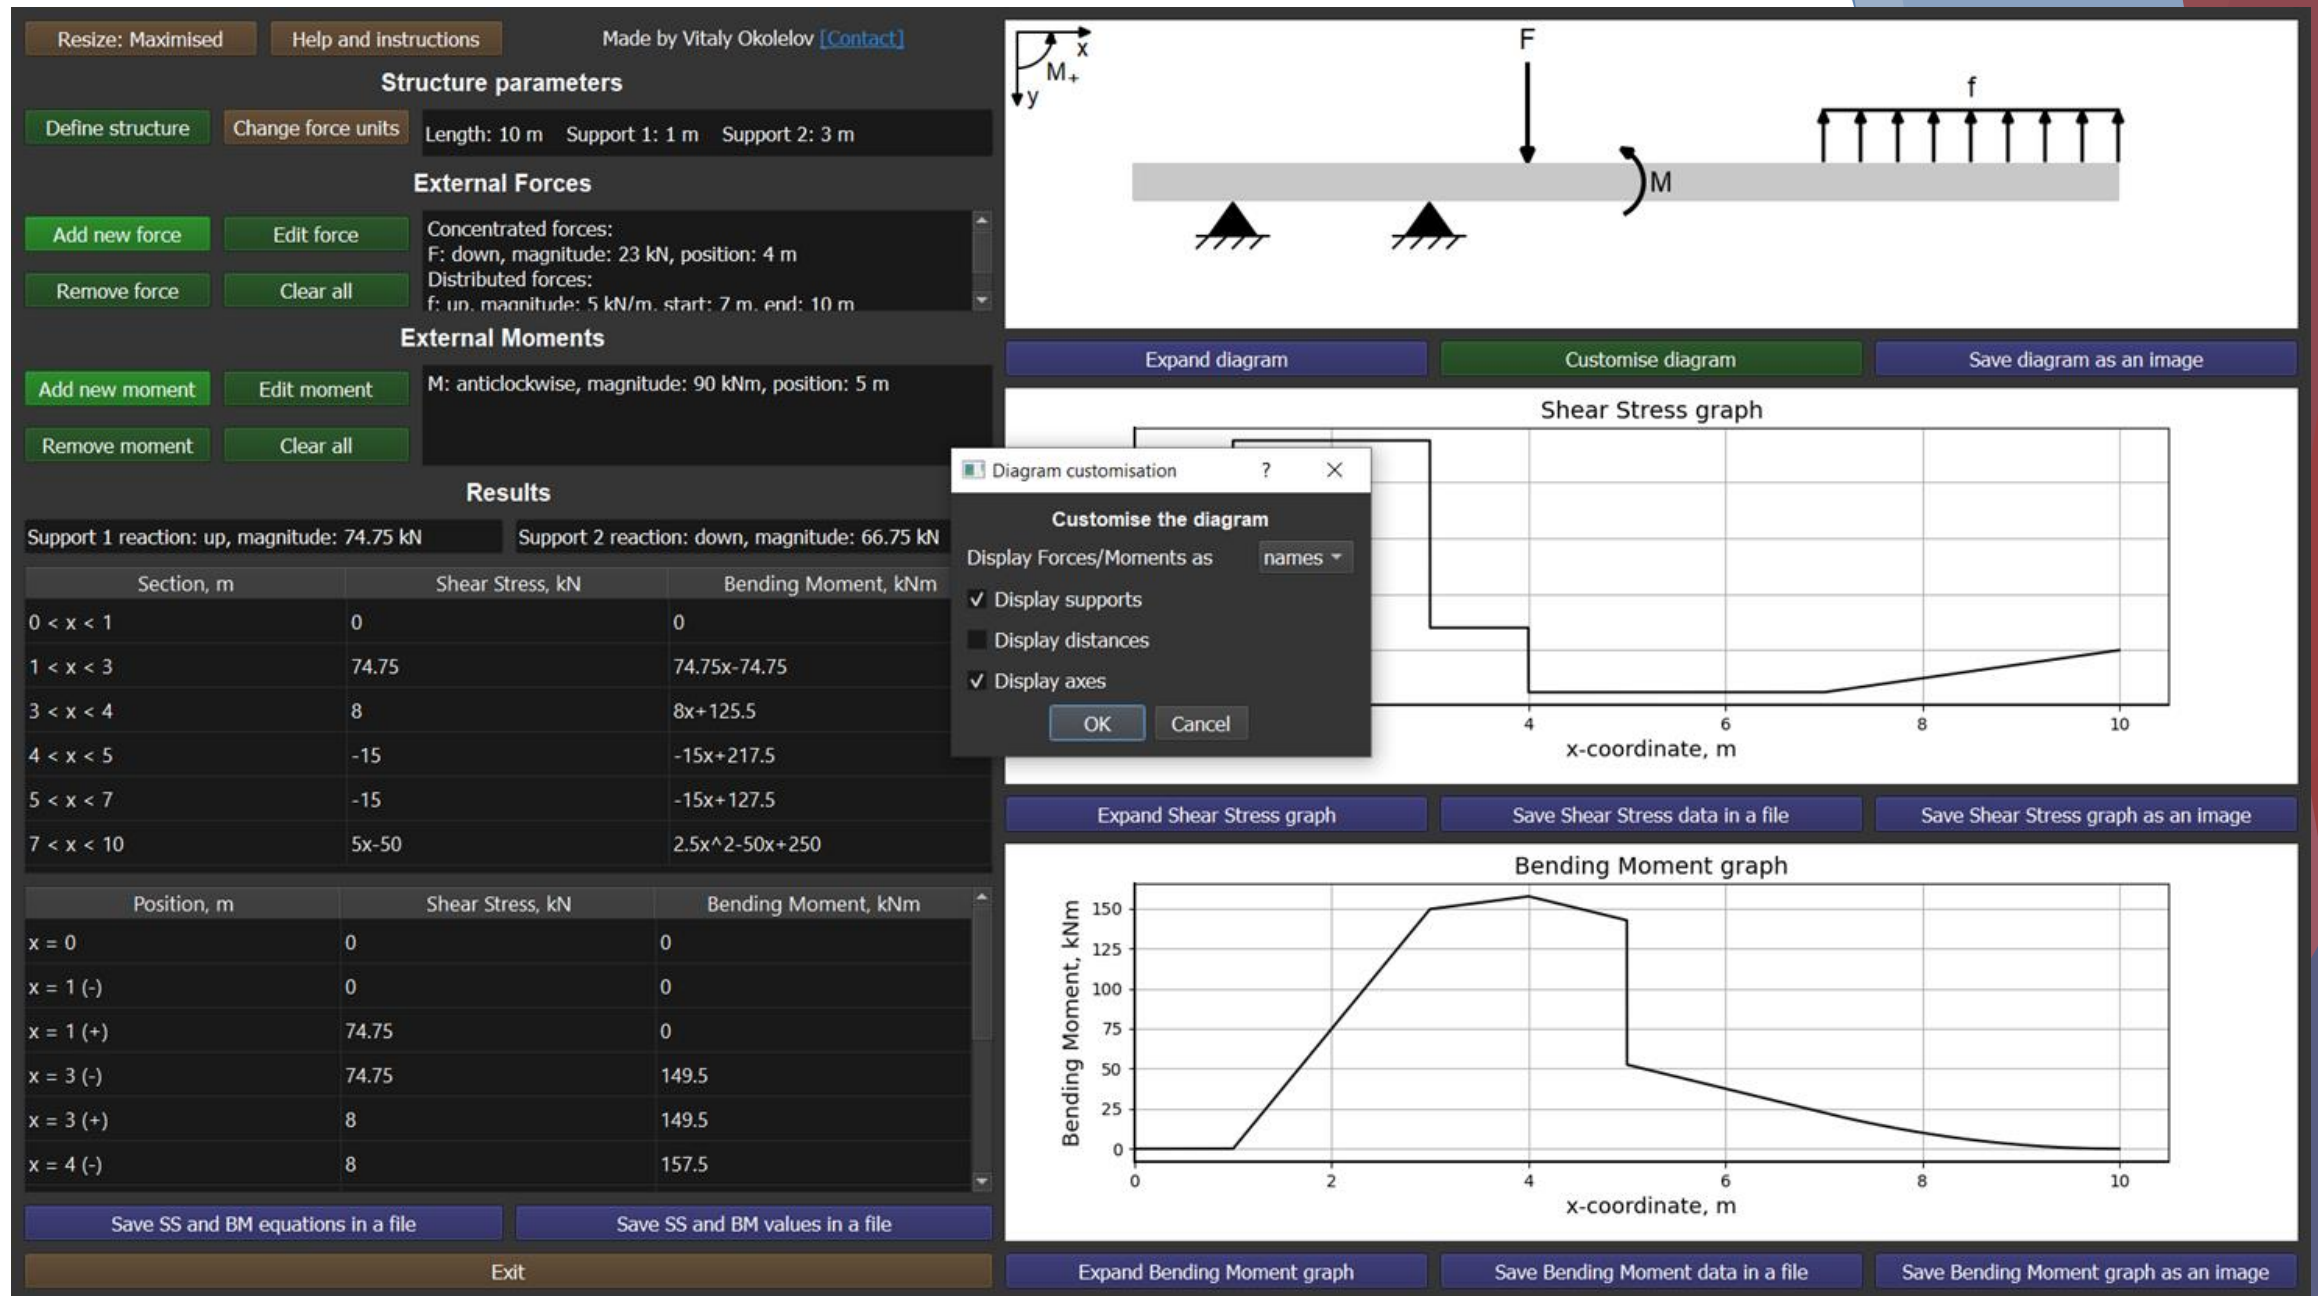 Resize: Maximised
Help and instructions
Made by Vitaly Okolelov [Contact]
Structure parameters
Define structure
Change force units
Length: 10 m    Support 1: 1 m    Support 2: 3 m
External Forces
Add new force
Edit force
Remove force
Clear all
Concentrated forces:
F: down, magnitude: 23 kN, position: 4 m
Distributed forces:
f: up, magnitude: 5 kN/m, start: 7 m, end: 10 m
External Moments
Add new moment
Edit moment
Remove moment
Clear all
M: anticlockwise, magnitude: 90 kNm, position: 5 m
Results
Support 1 reaction: up, magnitude: 74.75 kN
Support 2 reaction: down, magnitude: 66.75 kN
Section, m    Shear Stress, kN    Bending Moment, kNm
0 < x < 1    0    0
1 < x < 3    74.75    74.75x-74.75
3 < x < 4    8    8x+125.5
4 < x < 5    -15    -15x+217.5
5 < x < 7    -15    -15x+127.5
7 < x < 10    5x-50    2.5x^2-50x+250
Position, m    Shear Stress, kN    Bending Moment, kNm
x = 0    0    0
x = 1 (-)    0    0
x = 1 (+)    74.75    0
x = 3 (-)    74.75    149.5
x = 3 (+)    8    149.5
x = 4 (-)    8    157.5
Save SS and BM equations in a file
Save SS and BM values in a file
Exit
x
M+
y
F
M
f
Expand diagram
Customise diagram
Save diagram as an image
Shear Stress graph
4    6    8    10
x-coordinate, m
Diagram customisation    ?
Customise the diagram
Display Forces/Moments as    names
Display supports
Display distances
Display axes
OK    Cancel
Expand Shear Stress graph
Save Shear Stress data in a file
Save Shear Stress graph as an image
Bending Moment graph
Bending Moment, kNm
150
125
100
75
50
25
0
0    2    4    6    8    10
x-coordinate, m
Expand Bending Moment graph
Save Bending Moment data in a file
Save Bending Moment graph as an image